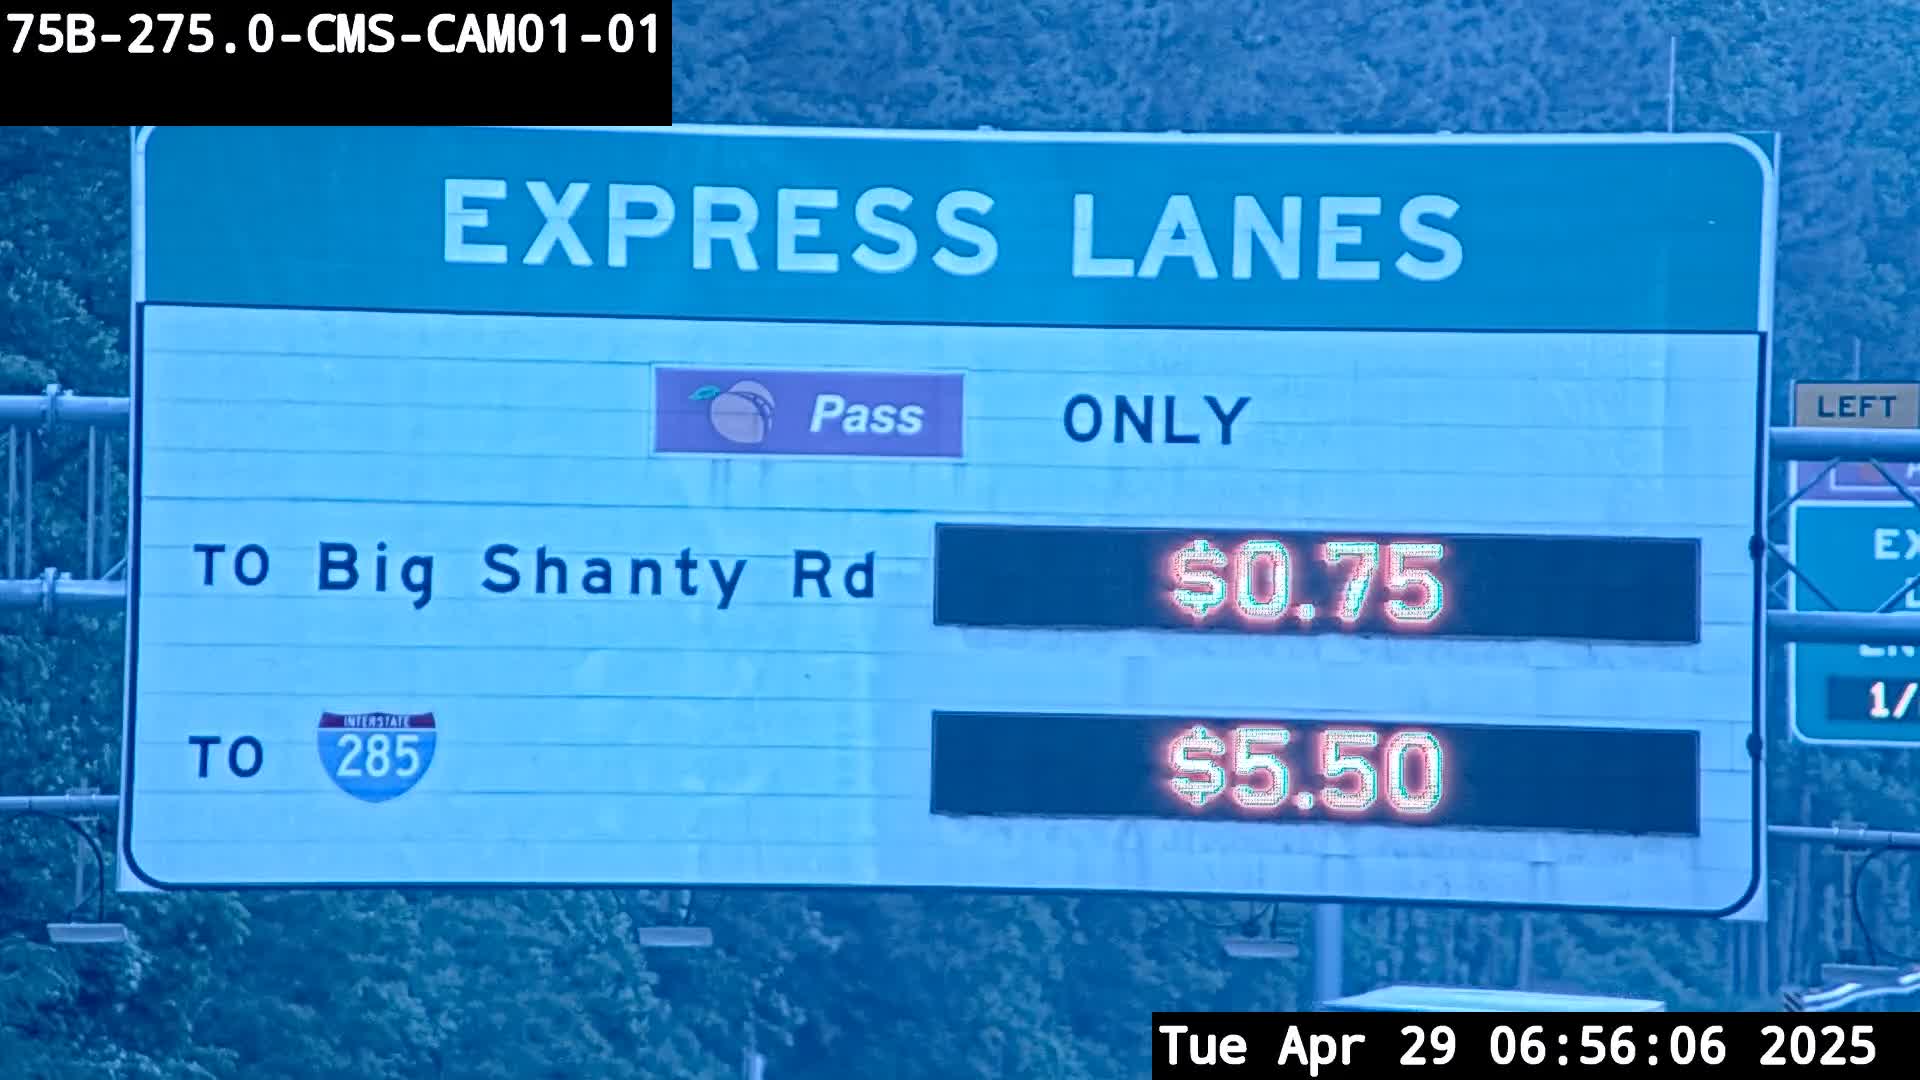 75B-275.0-CMS-CAM01-01
EXPRESS LANES
Pass ONLY
TO Big Shanty Rd $0.75
TO INTERSTATE 285 $5.50
LEFT
1/
Tue Apr 29 06:56:06 2025